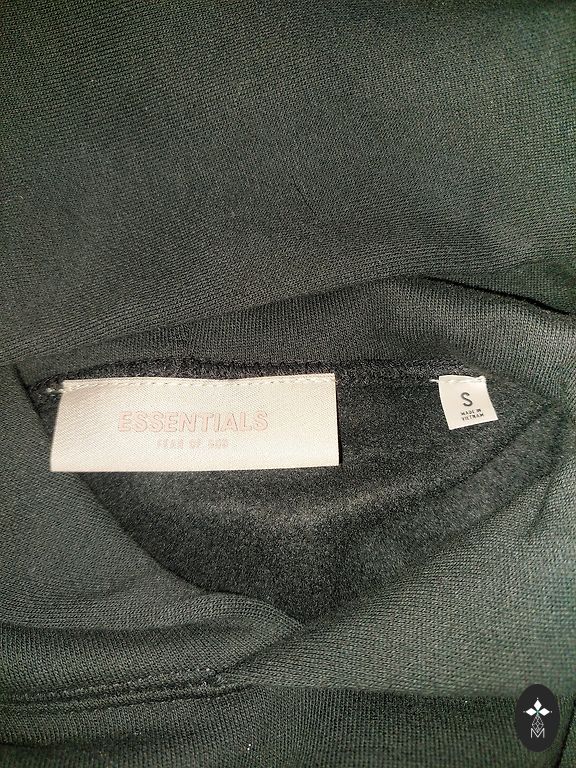 ESSENTIALS
FEAR OF GOD
S
MADE IN
VIETNAM
M